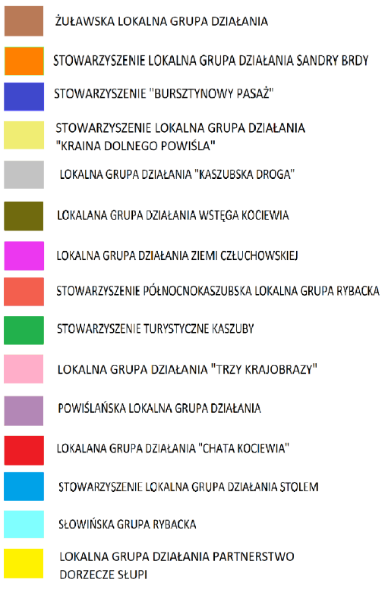 ŻUŁAWSKA LOKALNA GRUPA DZIAŁANIA
STOWARZYSZENIE LOKALNA GRUPA DZIAŁANIA SANDRY BRDY
STOWARZYSZENIE "BURSZTYNOWY PASAŻ"
STOWARZYSZENIE LOKALNA GRUPA DZIAŁANIA
"KRAINA DOLNEGO POWIŚLA"
LOKALNA GRUPA DZIAŁANIA "KASZUBSKA DROGA"
LOKALANA GRUPA DZIAŁANIA WSTĘGA KOCIEWIA
LOKALNA GRUPA DZIAŁANIA ZIEMI CZŁUCHOWSKIEJ
STOWARZYSZENIE PÓŁNOCNOKASZUBSKA LOKALNA GRUPA RYBACKA
STOWARZYSZENIE TURYSTYCZNE KASZUBY
LOKALNA GRUPA DZIAŁANIA "TRZY KRAJOBRAZY"
POWIŚLAŃSKA LOKALNA GRUPA DZIAŁANIA
LOKALANA GRUPA DZIAŁANIA "CHATA KOCIEWIA"
STOWARZYSZENIE LOKALNA GRUPA DZIAŁANIA STOLEM
SŁOWIŃSKA GRUPA RYBACKA
LOKALNA GRUPA DZIAŁANIA PARTNERSTWO
DORZECZE SŁUPI